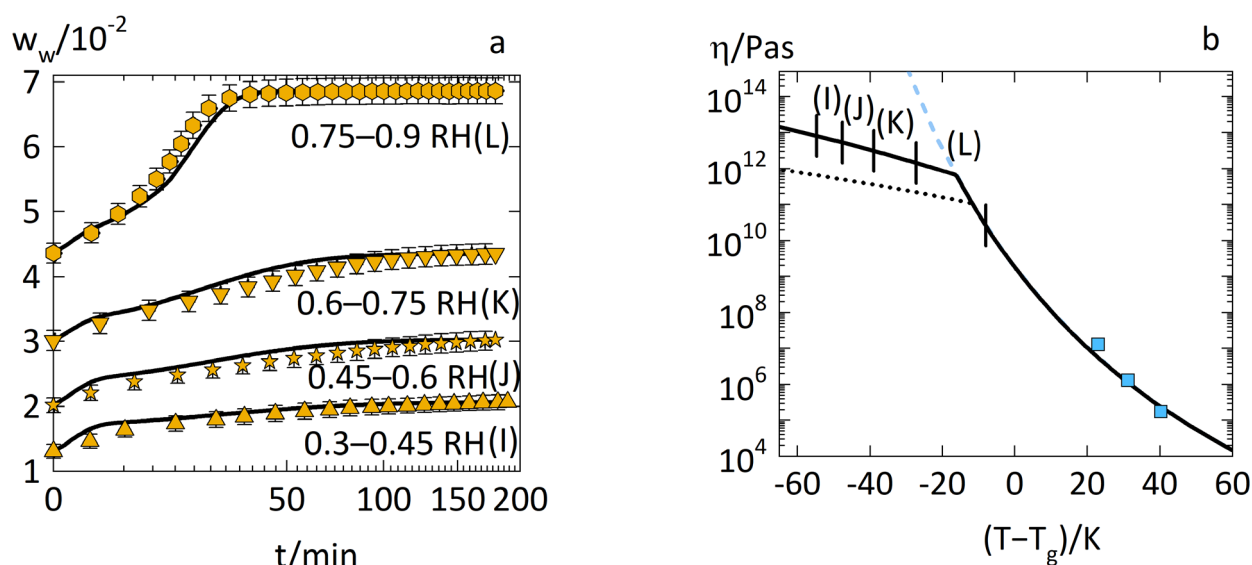 w_w/10^-2
a
7
6
5
4
3
2
1
0.75–0.9 RH(L)
0.6–0.75 RH(K)
0.45–0.6 RH(J)
0.3–0.45 RH(I)
0 50 100 150 200
t/min
η/Pas
b
10^14
10^12
10^10
10^8
10^6
10^4
(I) (J) (K) (L)
-60 -40 -20 0 20 40 60
(T–T_g)/K